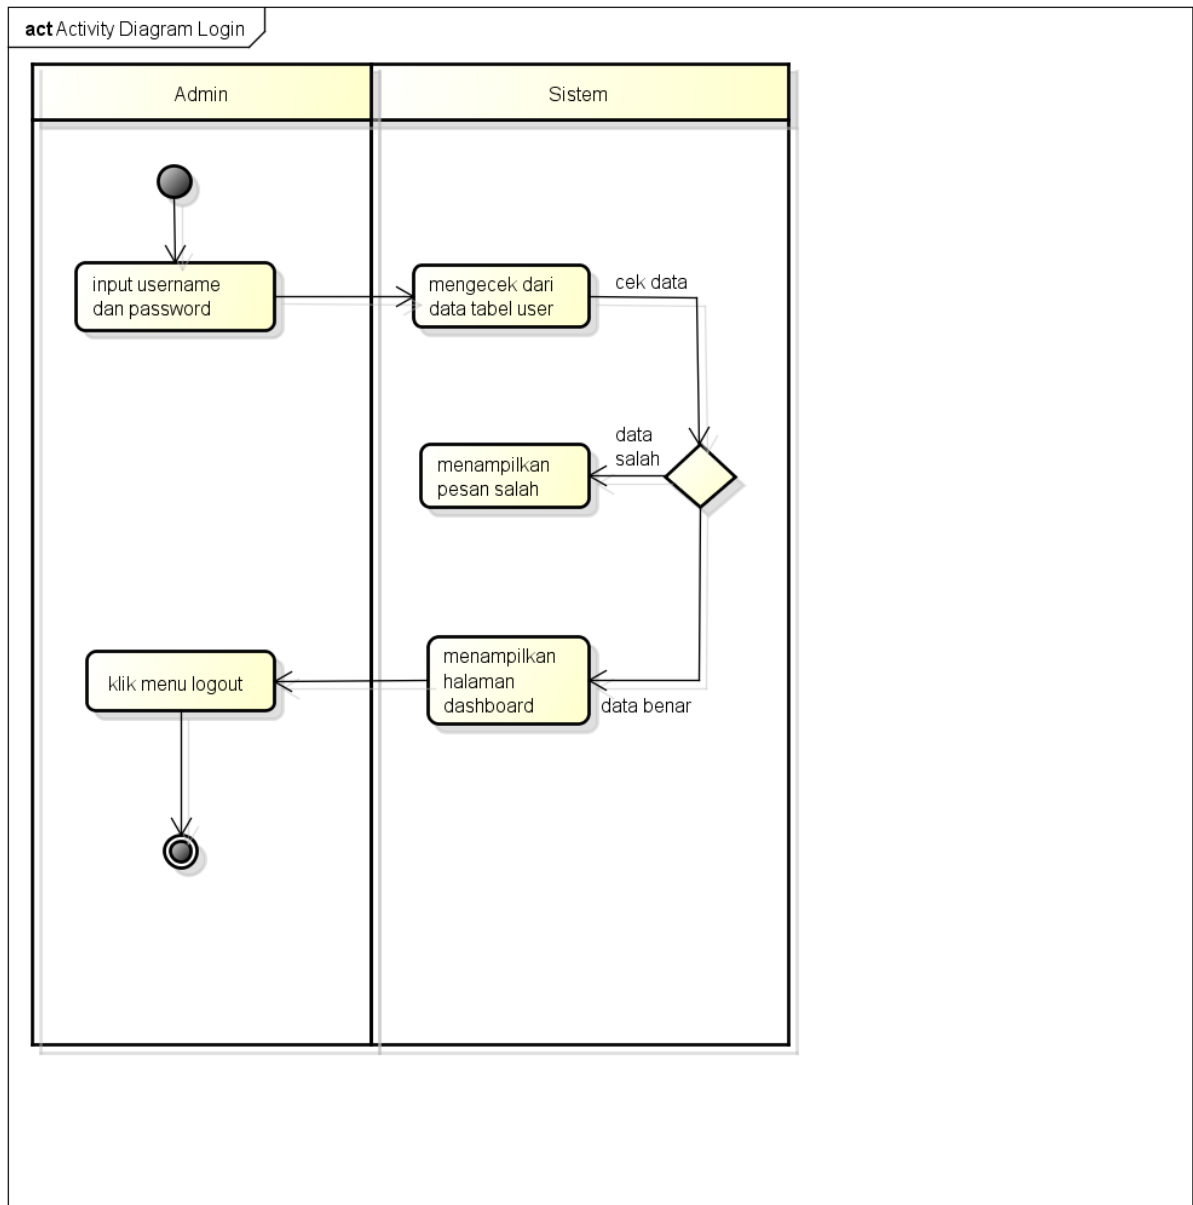 act Activity Diagram Login
Admin
Sistem
input username
dan password
mengecek dari
data tabel user
cek data
data
salah
menampilkan
pesan salah
menampilkan
halaman
dashboard
data benar
klik menu logout